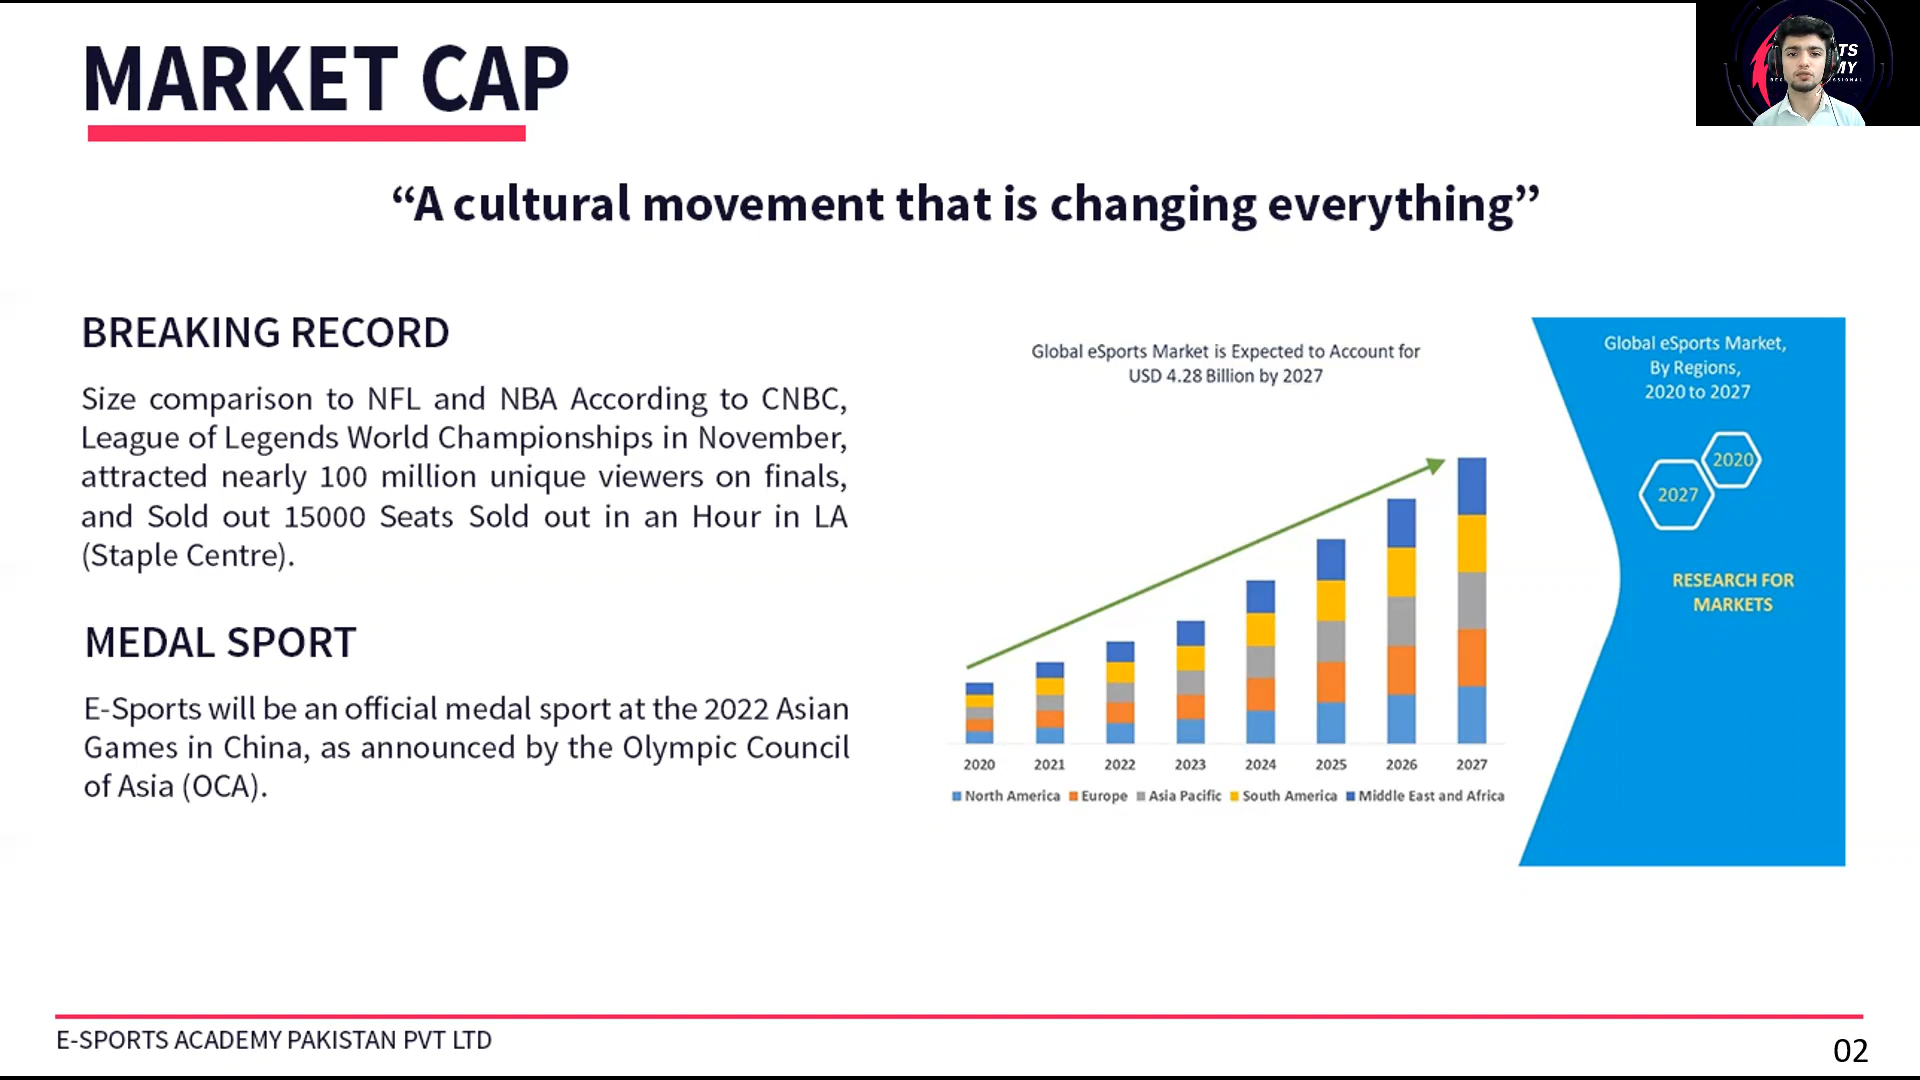 MARKET CAP
“A cultural movement that is changing everything”
BREAKING RECORD
Size comparison to NFL and NBA According to CNBC,
League of Legends World Championships in November,
attracted nearly 100 million unique viewers on finals,
and Sold out 15000 Seats Sold out in an Hour in LA
(Staple Centre).
MEDAL SPORT
E-Sports will be an official medal sport at the 2022 Asian
Games in China, as announced by the Olympic Council
of Asia (OCA).
Global eSports Market is Expected to Account for
USD 4.28 Billion by 2027
2020 2021 2022 2023 2024 2025 2026 2027
North America Europe Asia Pacific South America Middle East and Africa
Global eSports Market,
By Regions,
2020 to 2027
2020
2027
RESEARCH FOR
MARKETS
E-SPORTS ACADEMY PAKISTAN PVT LTD
02